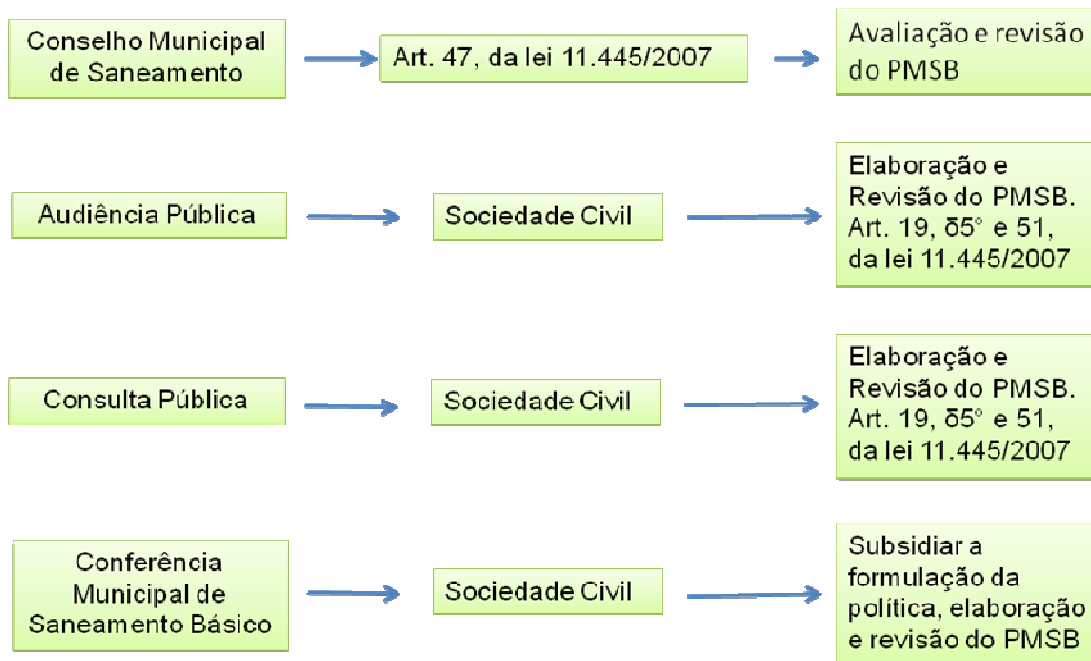 Conselho Municipal
de Saneamento
Art. 47, da lei 11.445/2007
Avaliação e revisão
do PMSB
Audiência Pública
Sociedade Civil
Elaboração e
Revisão do PMSB.
Art. 19, δ5° e 51,
da lei 11.445/2007
Consulta Pública
Sociedade Civil
Elaboração e
Revisão do PMSB.
Art. 19, δ5° e 51,
da lei 11.445/2007
Conferência
Municipal de
Saneamento Básico
Sociedade Civil
Subsidiar a
formulação da
política, elaboração
e revisão do PMSB